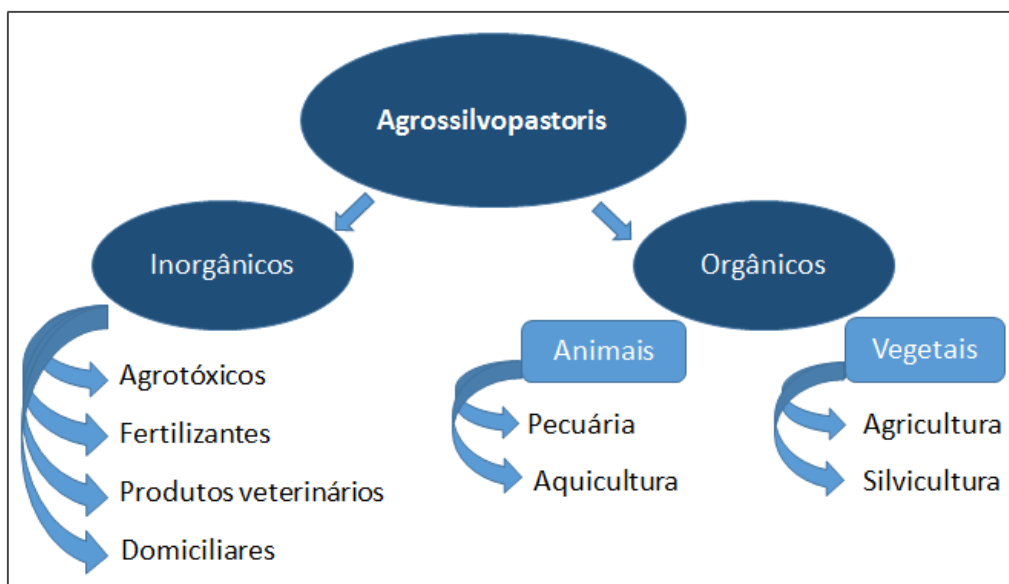 Agrossilvopastoris
Inorgânicos
Orgânicos
Agrotóxicos
Fertilizantes
Produtos veterinários
Domiciliares
Animais
Pecuária
Aquicultura
Vegetais
Agricultura
Silvicultura